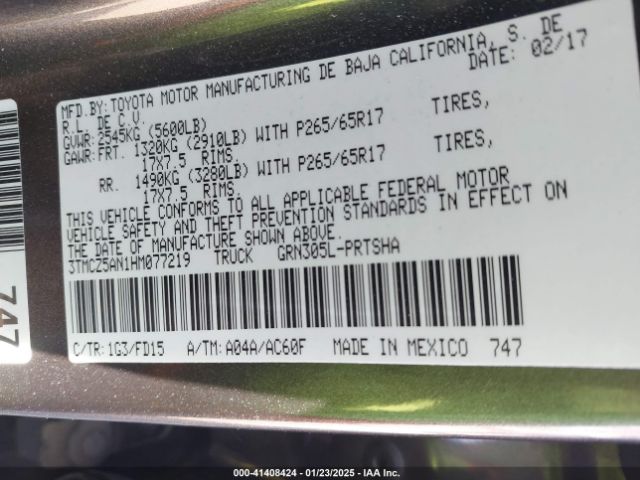 MFD.BY:TOYOTA MOTOR MANUFACTURING DE BAJA CALIFORNIA, S. DE
R.L. DE C.V. DATE: 02/17
GVWR:2545KG (5600LB)
GAWR:FRT. 1320KG (2910LB) WITH P265/65R17 TIRES,
17X7.5 RIMS.
RR. 1490KG (3280LB) WITH P265/65R17 TIRES,
17X7.5 RIMS.
THIS VEHICLE CONFORMS TO ALL APPLICABLE FEDERAL MOTOR
VEHICLE SAFETY AND THEFT PREVENTION STANDARDS IN EFFECT ON
THE DATE OF MANUFACTURE SHOWN ABOVE.
3TMCZ5AN1HM077219 TRUCK GRN305L-PRTSHA
C/TR: 1G3/FD15 A/TM: A04A/AC60F MADE IN MEXICO 747
747
000-41408424 - 01/23/2025 - IAA Inc.